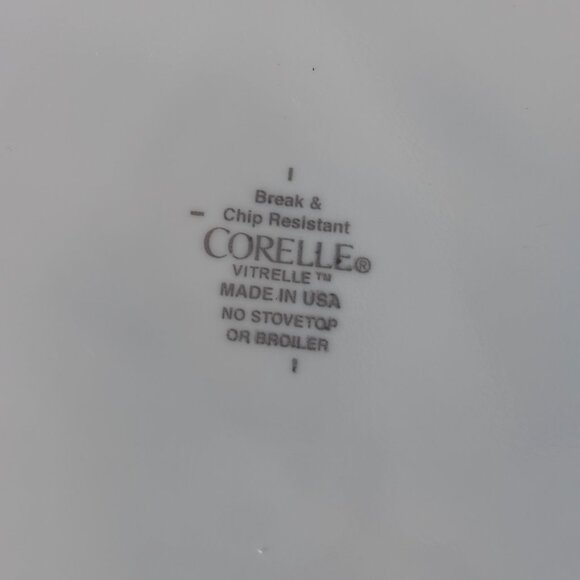 Break &
Chip Resistant
CORELLE®
VITRELLE™
MADE IN USA
NO STOVETOP
OR BROILER